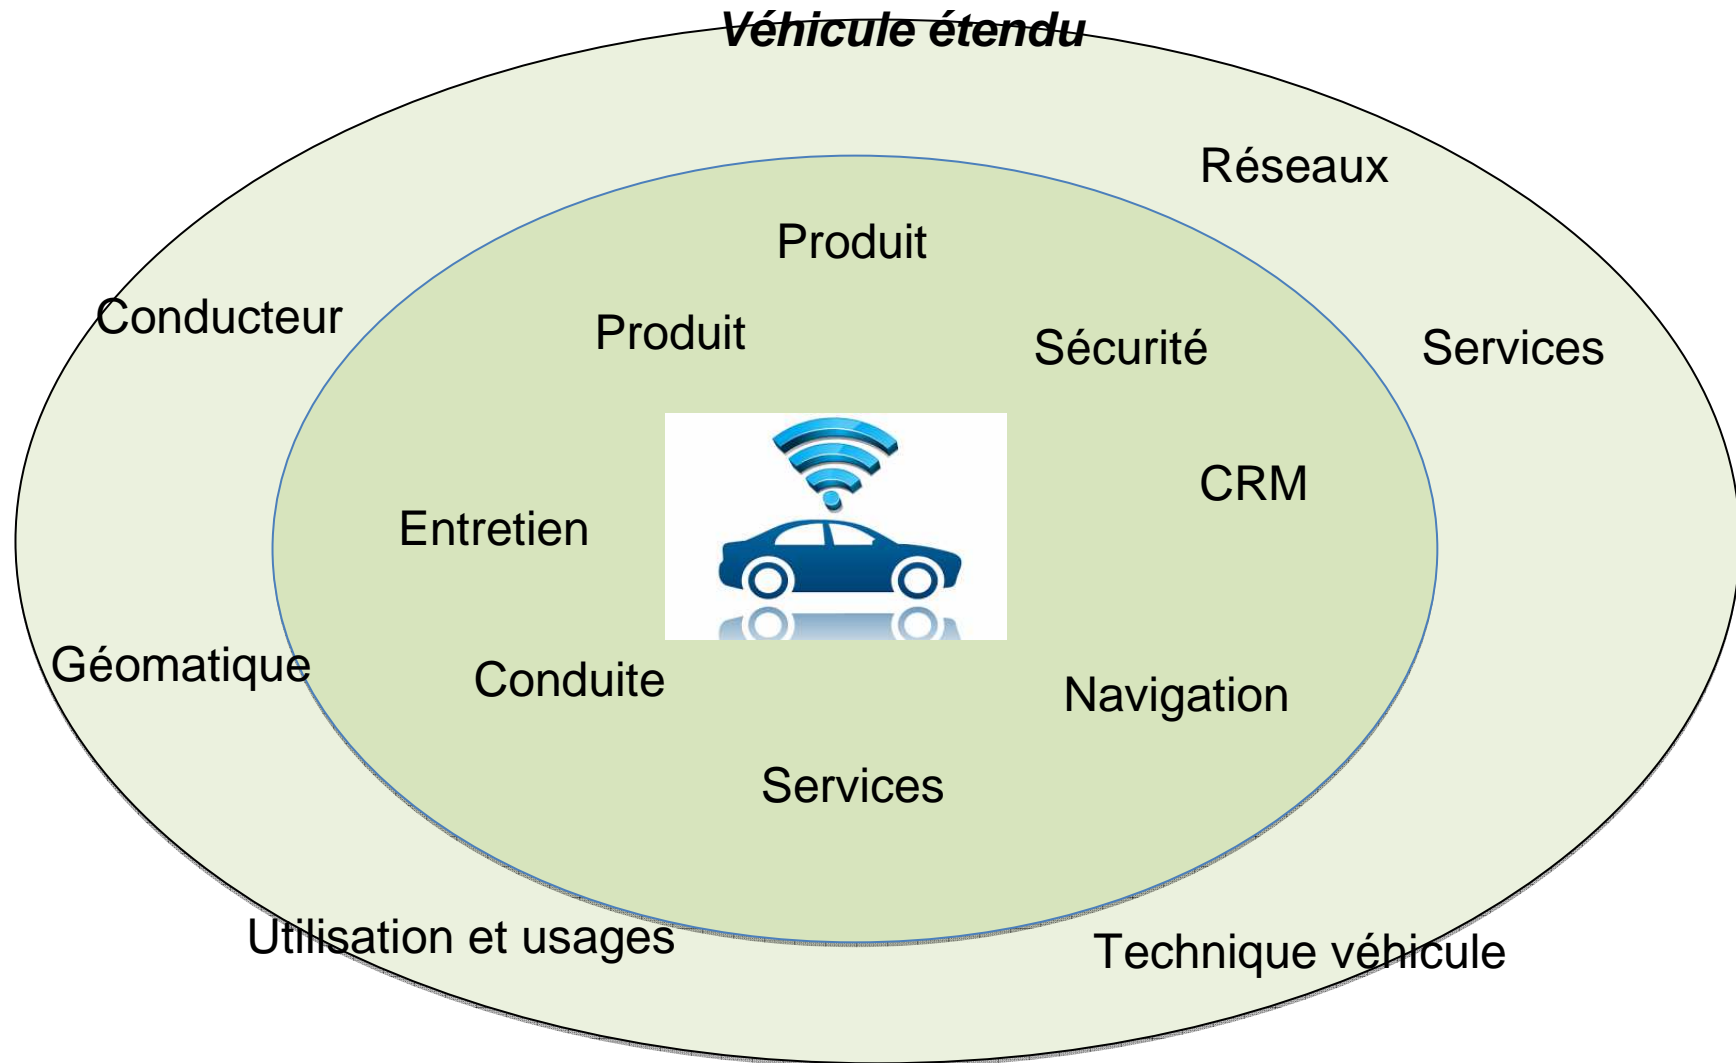 Véhicule étendu
Réseaux
Produit
Conducteur
Produit
Sécurité
Services
CRM
Entretien
Géomatique
Conduite
Navigation
Services
Utilisation et usages
Technique véhicule